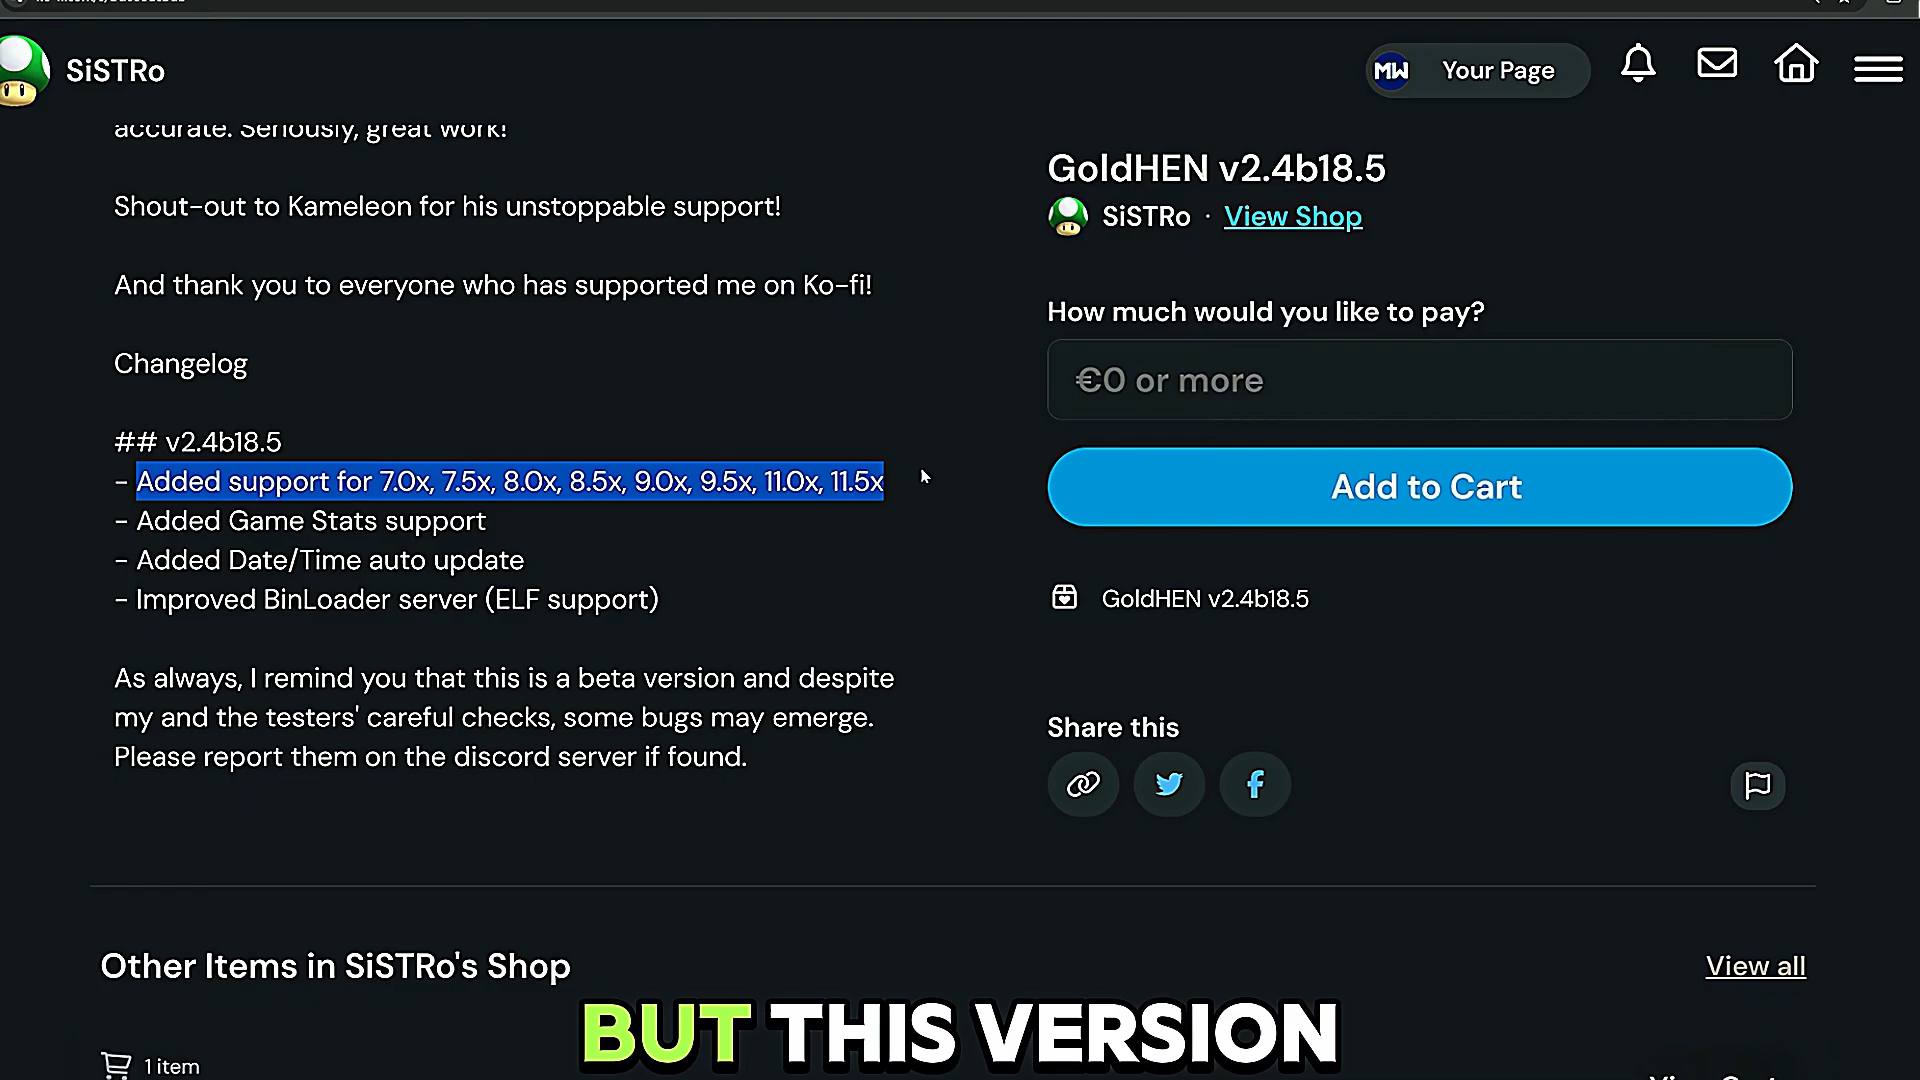 SiSTRo
MW Your Page
accurate. Seriously, great work!
Shout-out to Kameleon for his unstoppable support!
And thank you to everyone who has supported me on Ko-fi!
Changelog
## v2.4b18.5
- Added support for 7.0x, 7.5x, 8.0x, 8.5x, 9.0x, 9.5x, 11.0x, 11.5x
- Added Game Stats support
- Added Date/Time auto update
- Improved BinLoader server (ELF support)
As always, I remind you that this is a beta version and despite
my and the testers' careful checks, some bugs may emerge.
Please report them on the discord server if found.
GoldHEN v2.4b18.5
SiSTRo · View Shop
How much would you like to pay?
€0 or more
Add to Cart
GoldHEN v2.4b18.5
Share this
Other Items in SiSTRo's Shop
View all
1 item
BUT THIS VERSION